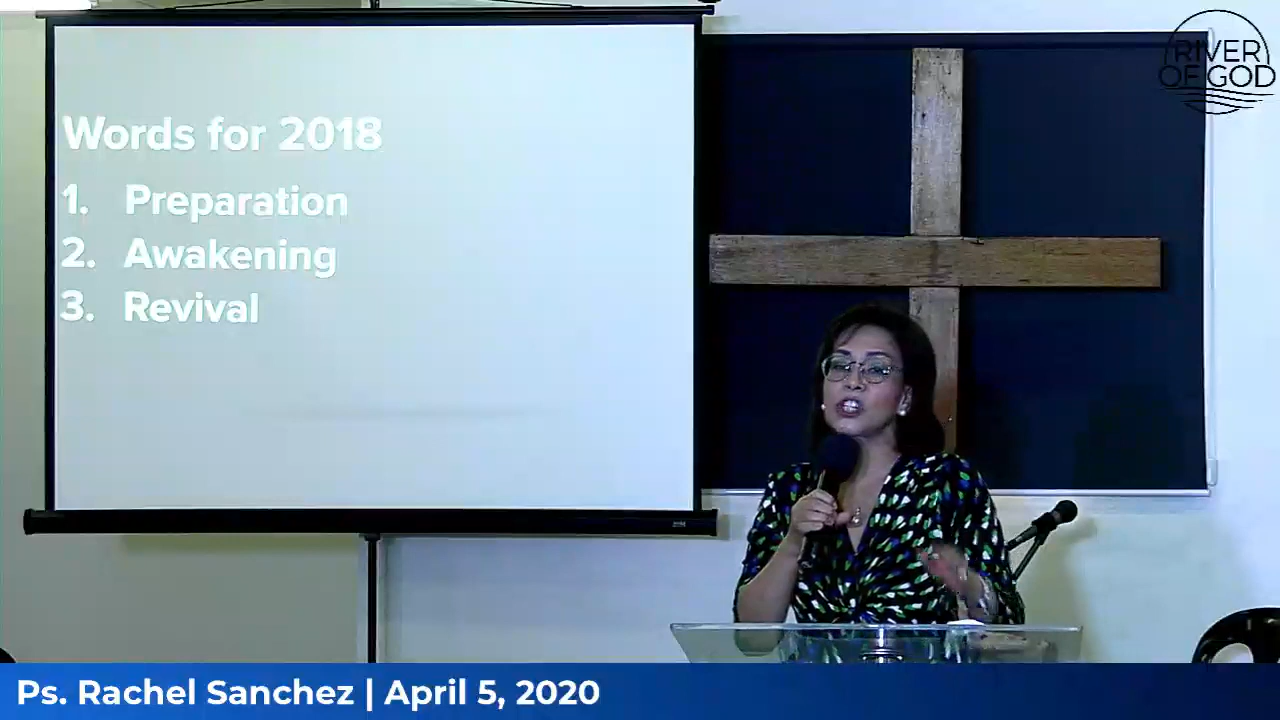 RIVER
OF GOD
Words for 2018
1. Preparation
2. Awakening
3. Revival
Ps. Rachel Sanchez | April 5, 2020